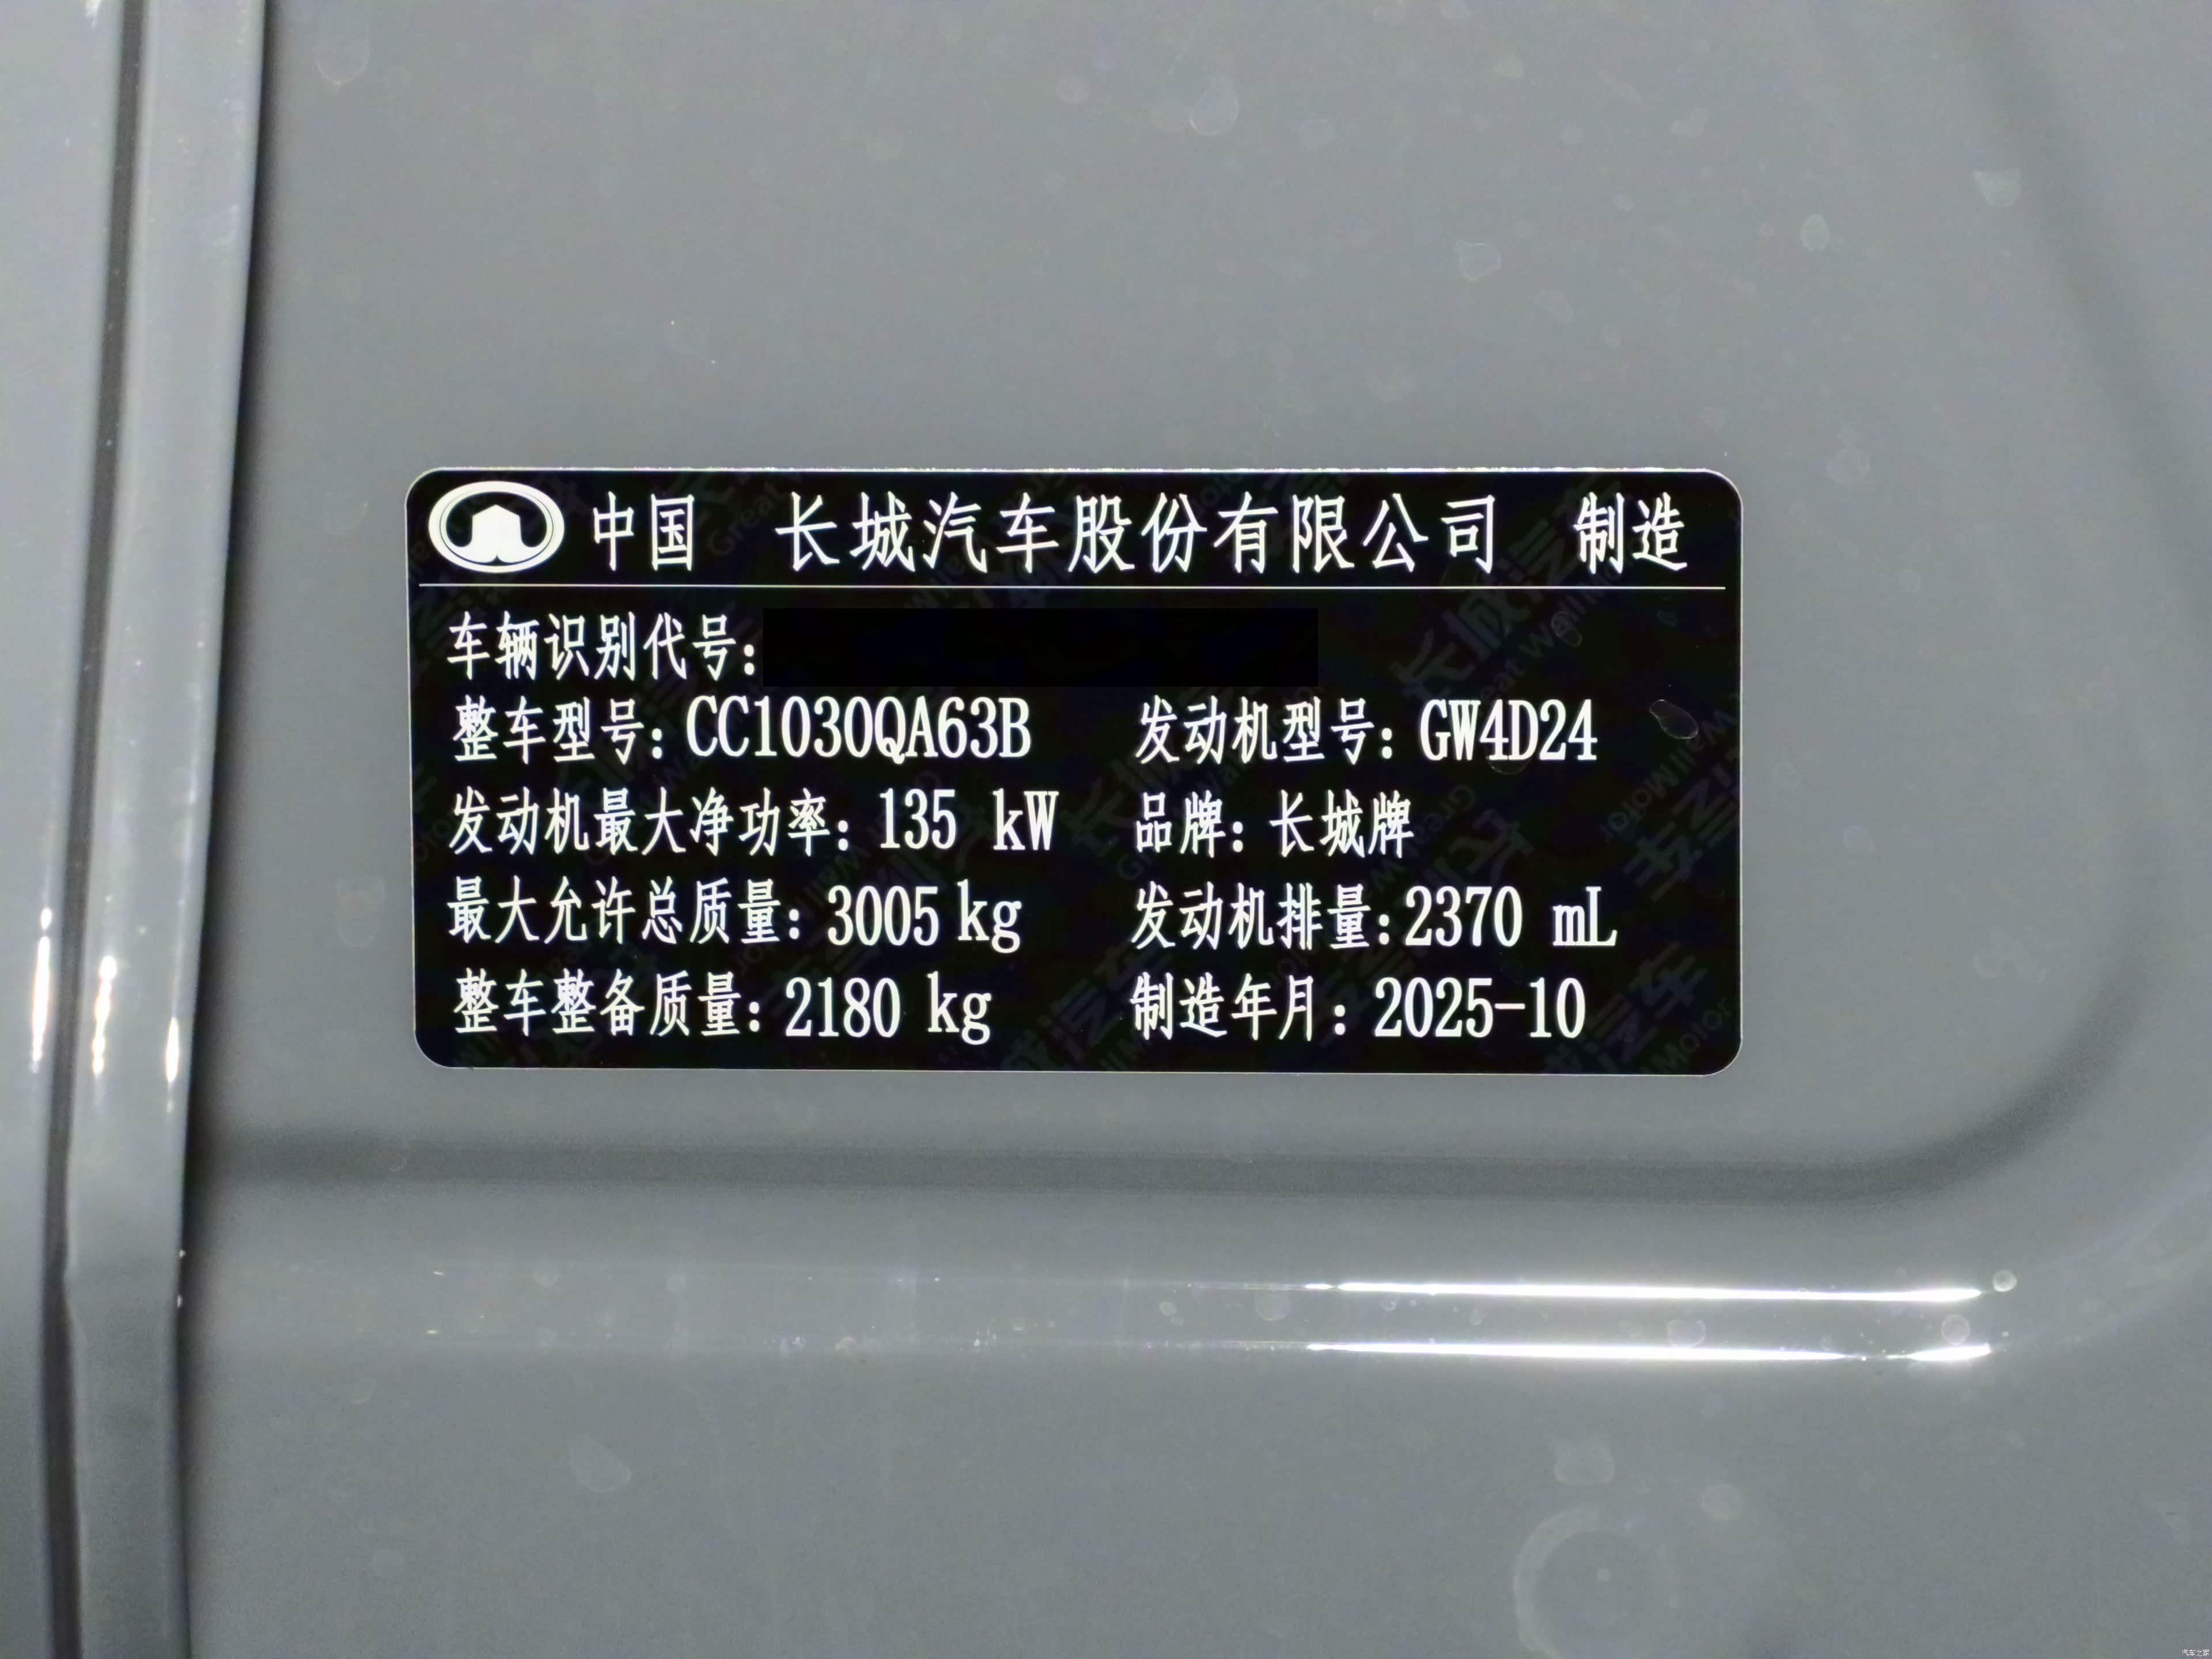 中国 长城汽车股份有限公司 制造
车辆识别代号:
整车型号: CC1030QA63B 发动机型号: GW4D24
发动机最大净功率: 135 kW 品牌: 长城牌
最大允许总质量: 3005 kg 发动机排量: 2370 mL
整车整备质量: 2180 kg 制造年月: 2025-10
汽车之家